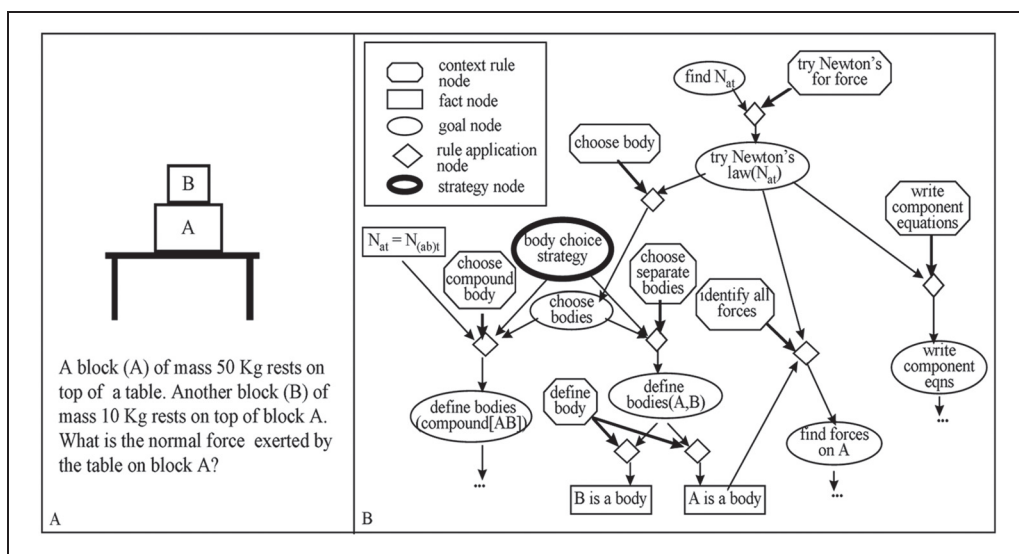 B
A
A block (A) of mass 50 Kg rests on
top of a table. Another block (B) of
mass 10 Kg rests on top of block A.
What is the normal force exerted by
the table on block A?
A
context rule
node
fact node
goal node
rule application
node
strategy node
find Nat
try Newton's
for force
choose body
try Newton's
law(Nat)
write
component
equations
Nat = N(ab)t
body choice
strategy
choose
compound
body
choose
separate
bodies
choose
bodies
identify all
forces
write
component
eqns
...
define bodies
(compound[AB])
...
define
body
define
bodies(A,B)
find forces
on A
...
B is a body
A is a body
B